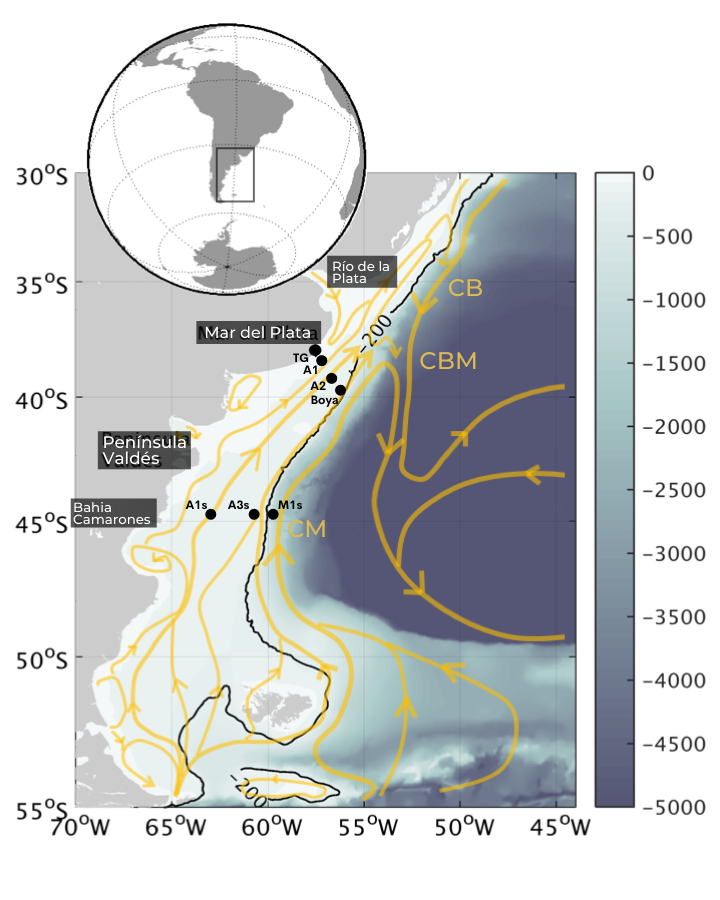 30°S
35°S
40°S
45°S
50°S
55°S
70°W
65°W
60°W
55°W
50°W
45°W
0
−500
−1000
−1500
−2000
−2500
−3000
−3500
−4000
−4500
−5000
Río de la
Plata
CB
Mar del Plata
−200
CBM
TG
A1
A2
Boya
Península
Valdés
Bahia
Camarones
A1s
A3s
M1s
CM
−200